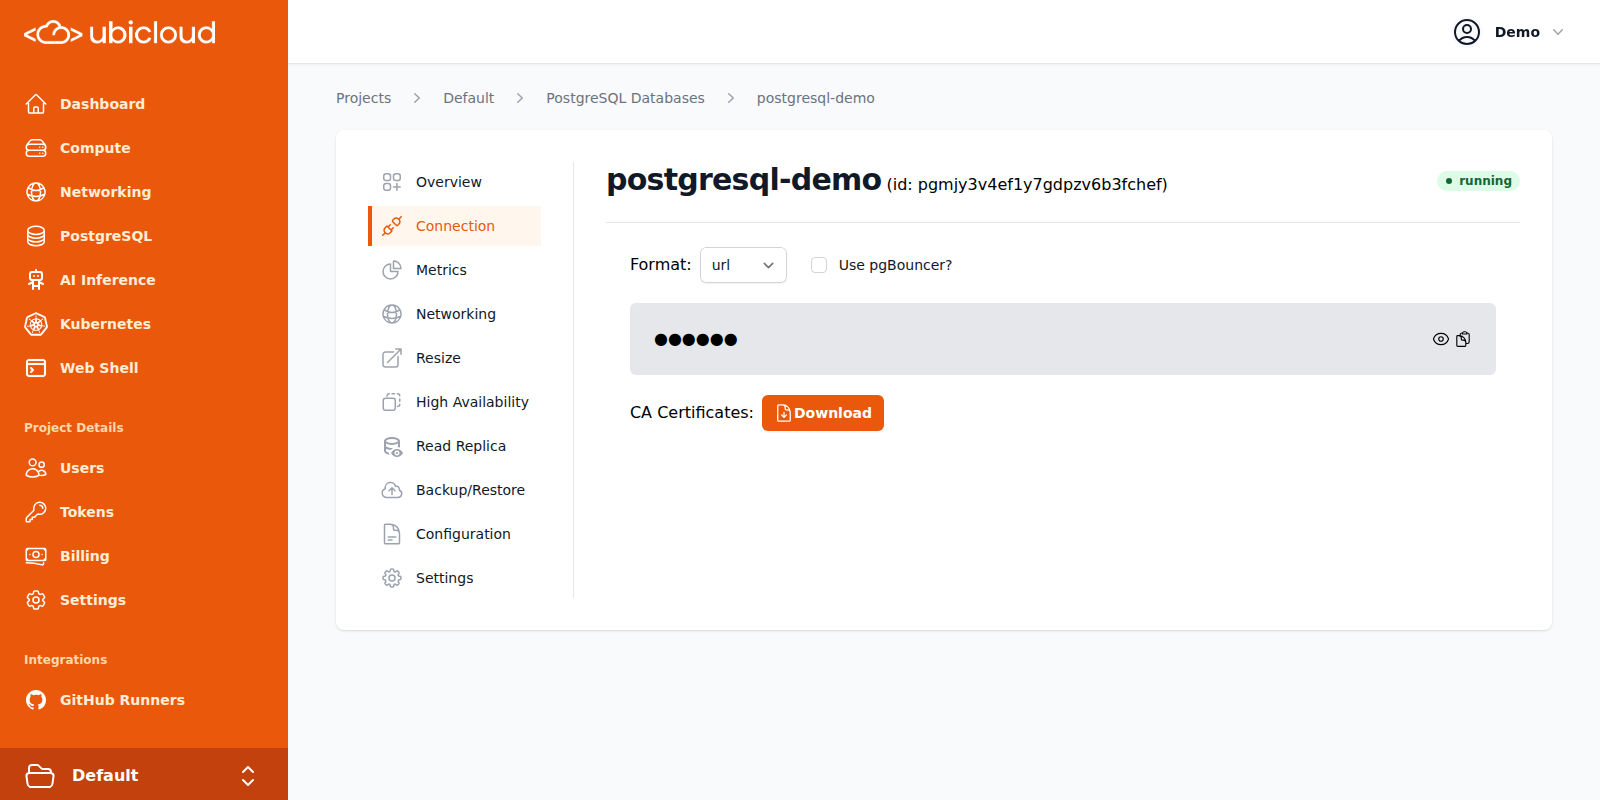 ubicloud
Demo
Dashboard
Compute
Networking
PostgreSQL
AI Inference
Kubernetes
Web Shell
Project Details
Users
Tokens
Billing
Settings
Integrations
GitHub Runners
Default
Projects > Default > PostgreSQL Databases > postgresql-demo
Overview
Connection
Metrics
Networking
Resize
High Availability
Read Replica
Backup/Restore
Configuration
Settings
postgresql-demo (id: pgmjy3v4ef1y7gdpzv6b3fchef)
running
Format: url Use pgBouncer?
●●●●●●
CA Certificates: Download